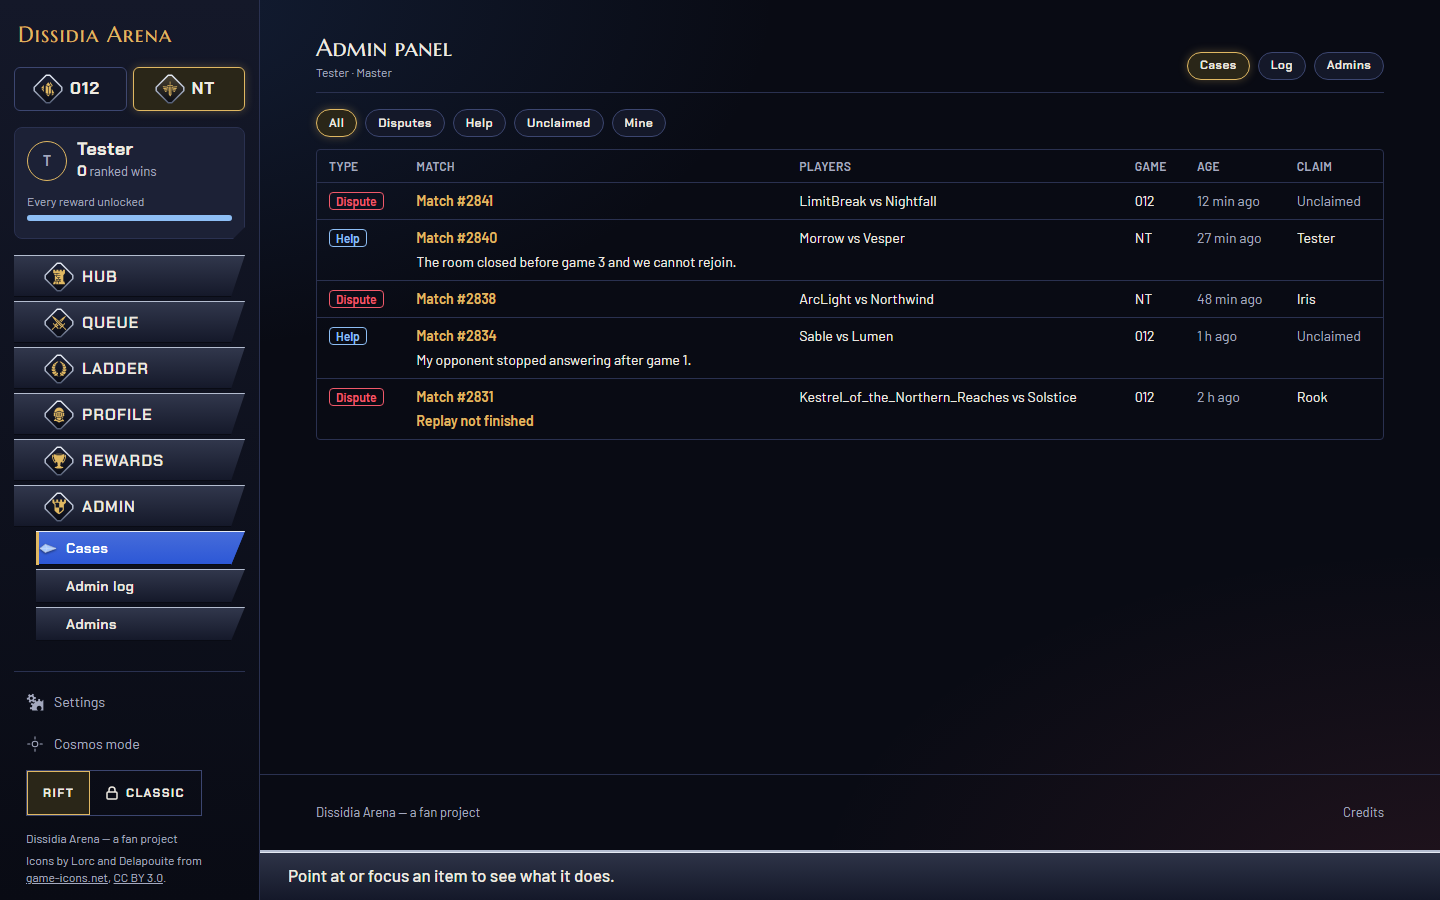 Dissidia Arena
012
NT
T
Tester
0 ranked wins
Every reward unlocked
HUB
QUEUE
LADDER
PROFILE
REWARDS
ADMIN
Cases
Admin log
Admins
Settings
Cosmos mode
RIFT
CLASSIC
Dissidia Arena — a fan project
Icons by Lorc and Delapouite from
game-icons.net, CC BY 3.0.
Admin panel
Tester · Master
Cases
Log
Admins
All
Disputes
Help
Unclaimed
Mine
TYPE MATCH PLAYERS GAME AGE CLAIM
Dispute Match #2841 LimitBreak vs Nightfall 012 12 min ago Unclaimed
Help Match #2840 Morrow vs Vesper NT 27 min ago Tester
The room closed before game 3 and we cannot rejoin.
Dispute Match #2838 ArcLight vs Northwind NT 48 min ago Iris
Help Match #2834 Sable vs Lumen 012 1 h ago Unclaimed
My opponent stopped answering after game 1.
Dispute Match #2831 Kestrel_of_the_Northern_Reaches vs Solstice 012 2 h ago Rook
Replay not finished
Dissidia Arena — a fan project
Credits
Point at or focus an item to see what it does.